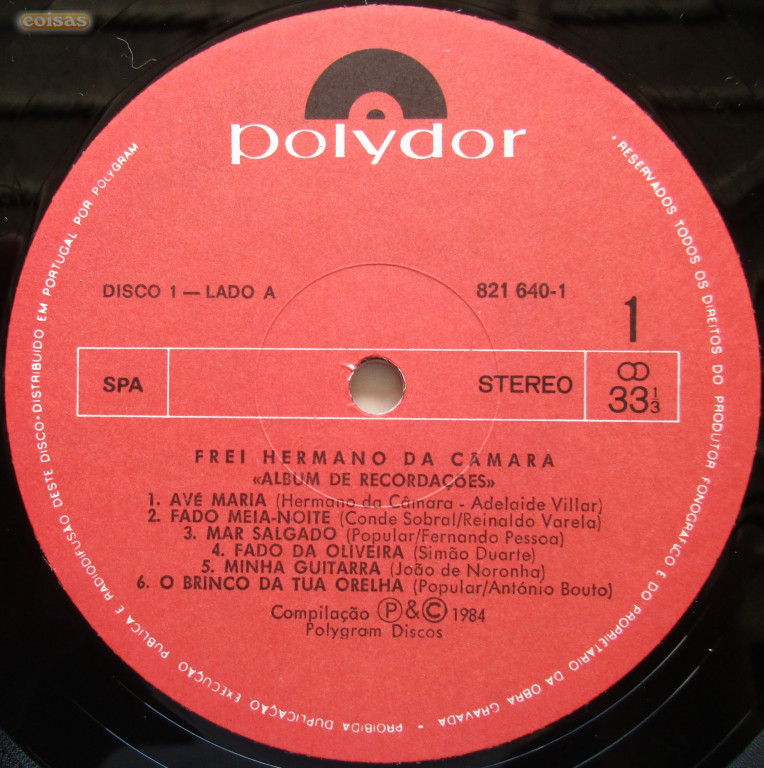 coisas
polydor
DISCO 1 — LADO A
821 640-1
1
SPA
STEREO
33 1/3
FREI HERMANO DA CÂMARA
«ALBUM DE RECORDAÇÕES»
1. AVÉ MARIA (Hermano da Câmara - Adelaide Villar)
2. FADO MEIA-NOITE (Conde Sobral/Reinaldo Varela)
3. MAR SALGADO (Popular/Fernando Pessoa)
4. FADO DA OLIVEIRA (Simão Duarte)
5. MINHA GUITARRA (João de Noronha)
6. O BRINCO DA TUA ORELHA (Popular/António Bouto)
Compilação Ⓟ & © 1984
Polygram Discos
• RESERVADOS TODOS OS DIREITOS DO PRODUTOR FONOGRÁFICO E DO PROPRIETÁRIO DA OBRA GRAVADA - PROIBIDA DUPLICAÇÃO EXECUÇÃO PUBLICA E RADIODIFUSÃO DESTE DISCO • DISTRIBUIDO EM PORTUGAL POR POLYGRAM